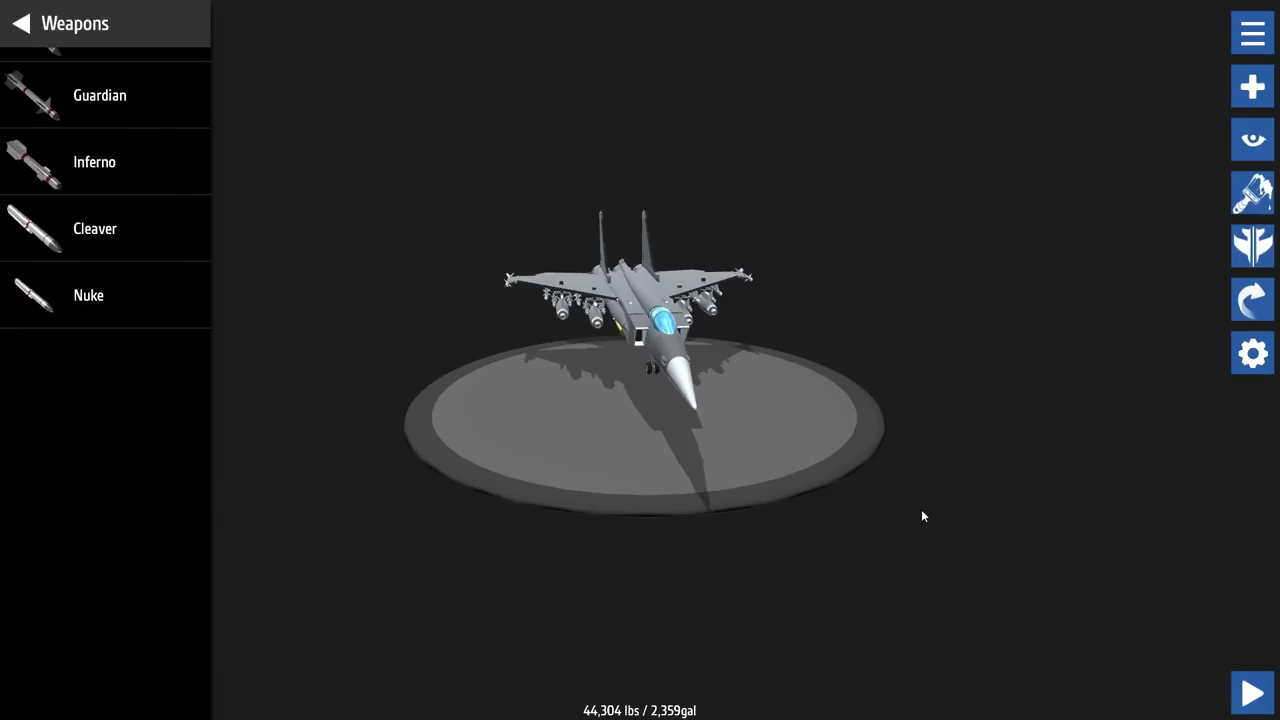 Weapons
Guardian
Inferno
Cleaver
Nuke
44,304 lbs / 2,359gal